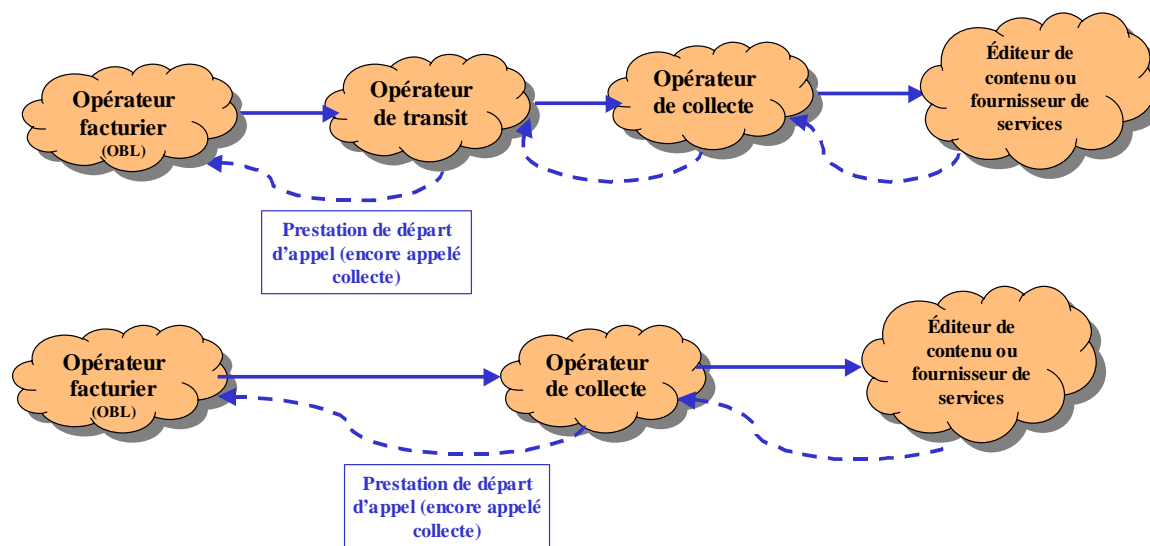 Opérateur
facturier
(OBL)
Opérateur
de transit
Opérateur
de collecte
Éditeur de
contenu ou
fournisseur de
services
Prestation de départ
d'appel (encore appelé
collecte)
Opérateur
facturier
(OBL)
Opérateur
de collecte
Éditeur de
contenu ou
fournisseur de
services
Prestation de départ
d'appel (encore appelé
collecte)